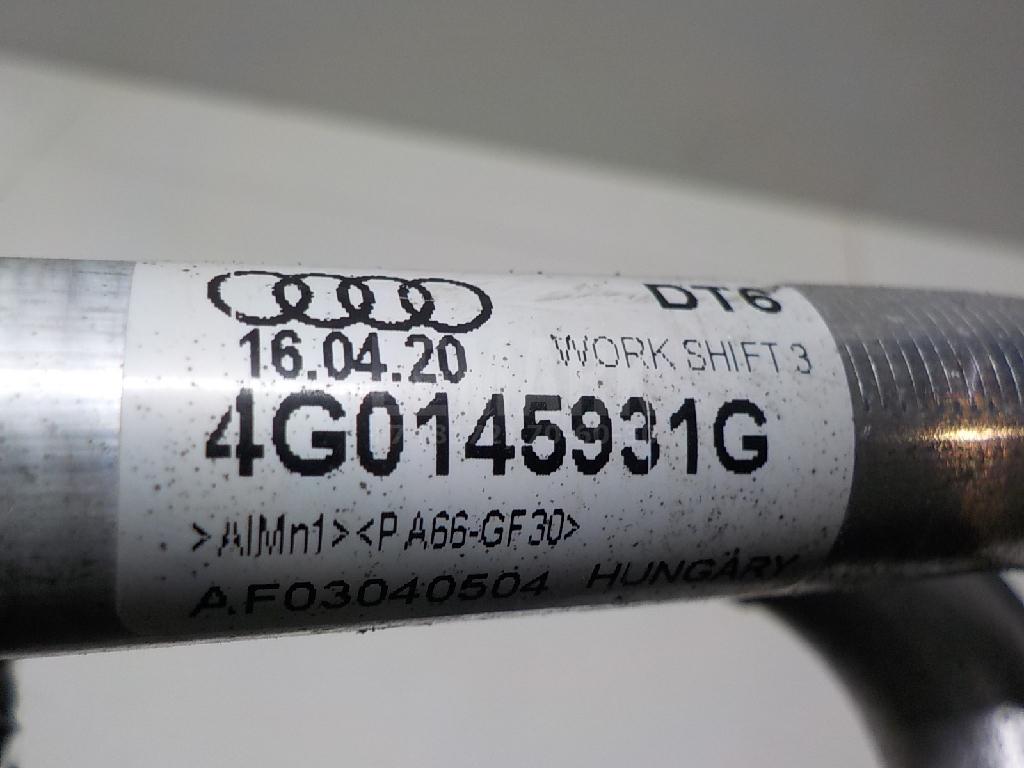 DT6
16.04.20
WORK SHIFT 3
4G0145931G
>AlMn1><PA66-GF30>
A.F03040504 HUNGARY